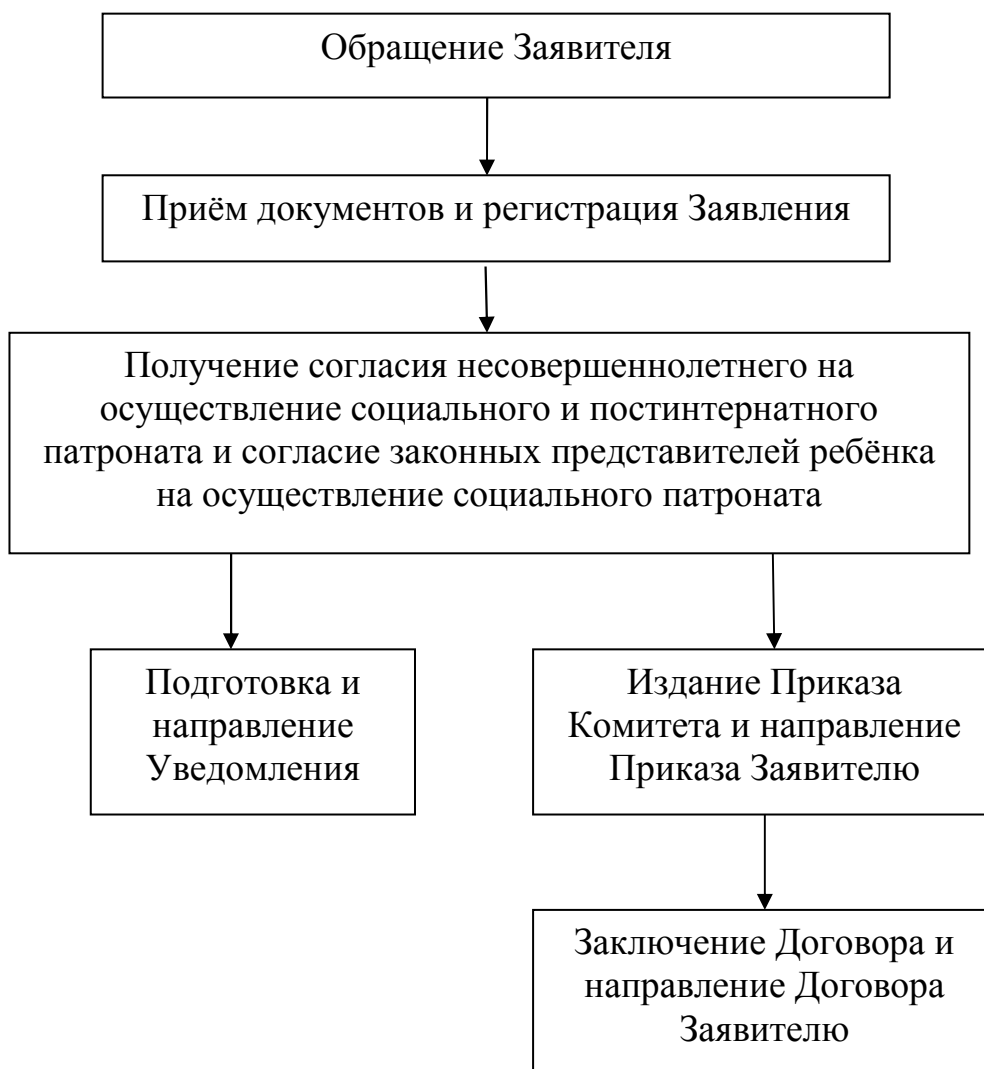 Обращение Заявителя
Приём документов и регистрация Заявления
Получение согласия несовершеннолетнего на
осуществление социального и постинтернатного
патроната и согласие законных представителей ребёнка
на осуществление социального патроната
Подготовка и
направление
Уведомления
Издание Приказа
Комитета и направление
Приказа Заявителю
Заключение Договора и
направление Договора
Заявителю